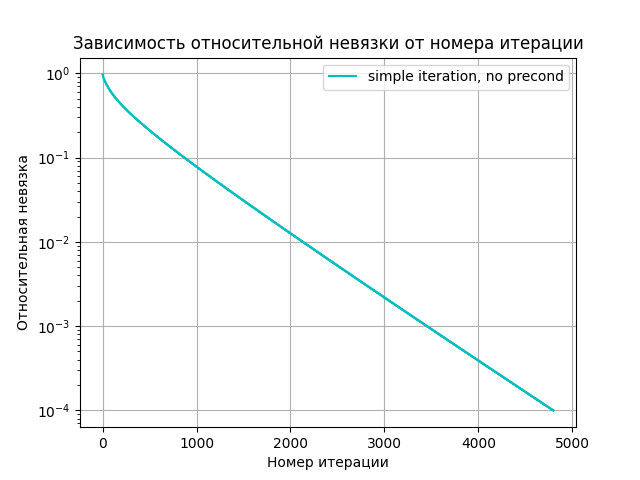 Зависимость относительной невязки от номера итерации
simple iteration, no precond
Относительная невязка
10⁰
10⁻¹
10⁻²
10⁻³
10⁻⁴
0 1000 2000 3000 4000 5000
Номер итерации